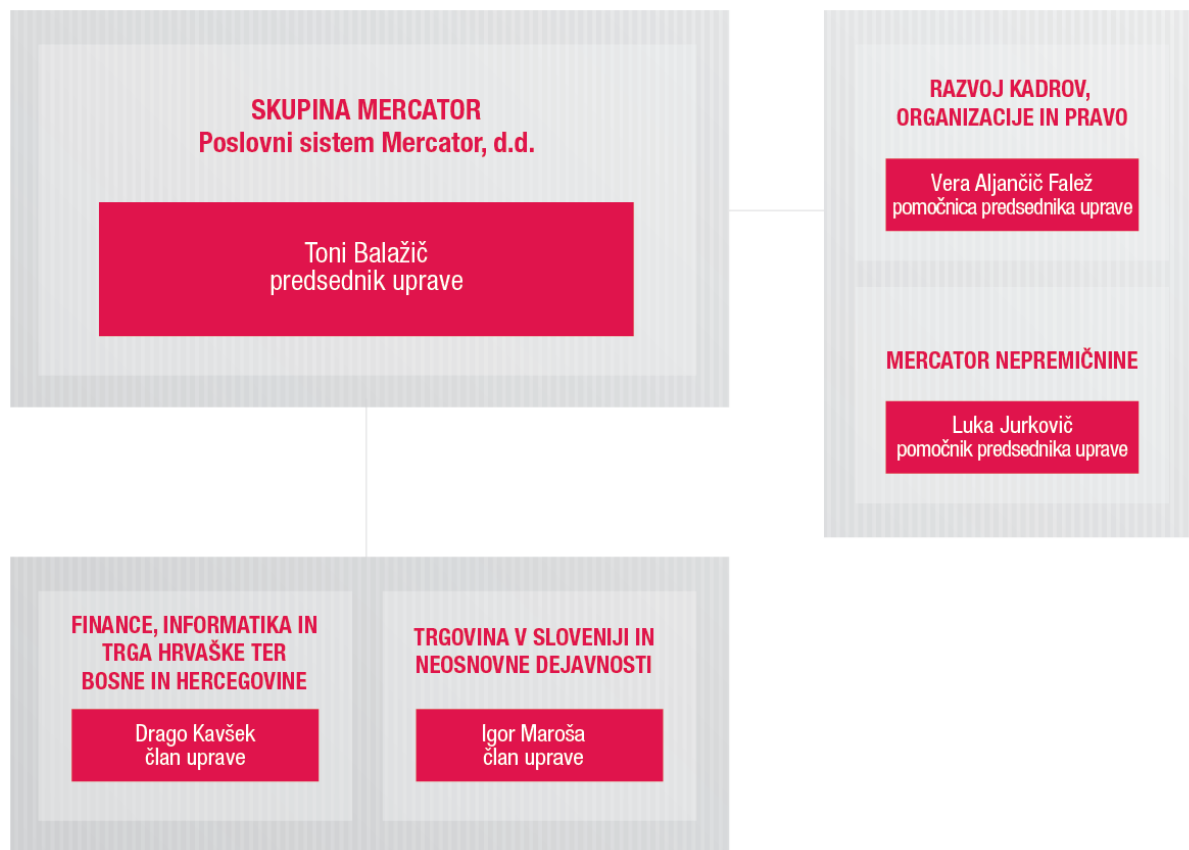 SKUPINA MERCATOR
Poslovni sistem Mercator, d.d.
Toni Balažič
predsednik uprave
RAZVOJ KADROV,
ORGANIZACIJE IN PRAVO
Vera Aljančič Falež
pomočnica predsednika uprave
MERCATOR NEPREMIČNINE
Luka Jurkovič
pomočnik predsednika uprave
FINANCE, INFORMATIKA IN
TRGA HRVAŠKE TER
BOSNE IN HERCEGOVINE
Drago Kavšek
član uprave
TRGOVINA V SLOVENIJI IN
NEOSNOVNE DEJAVNOSTI
Igor Maroša
član uprave